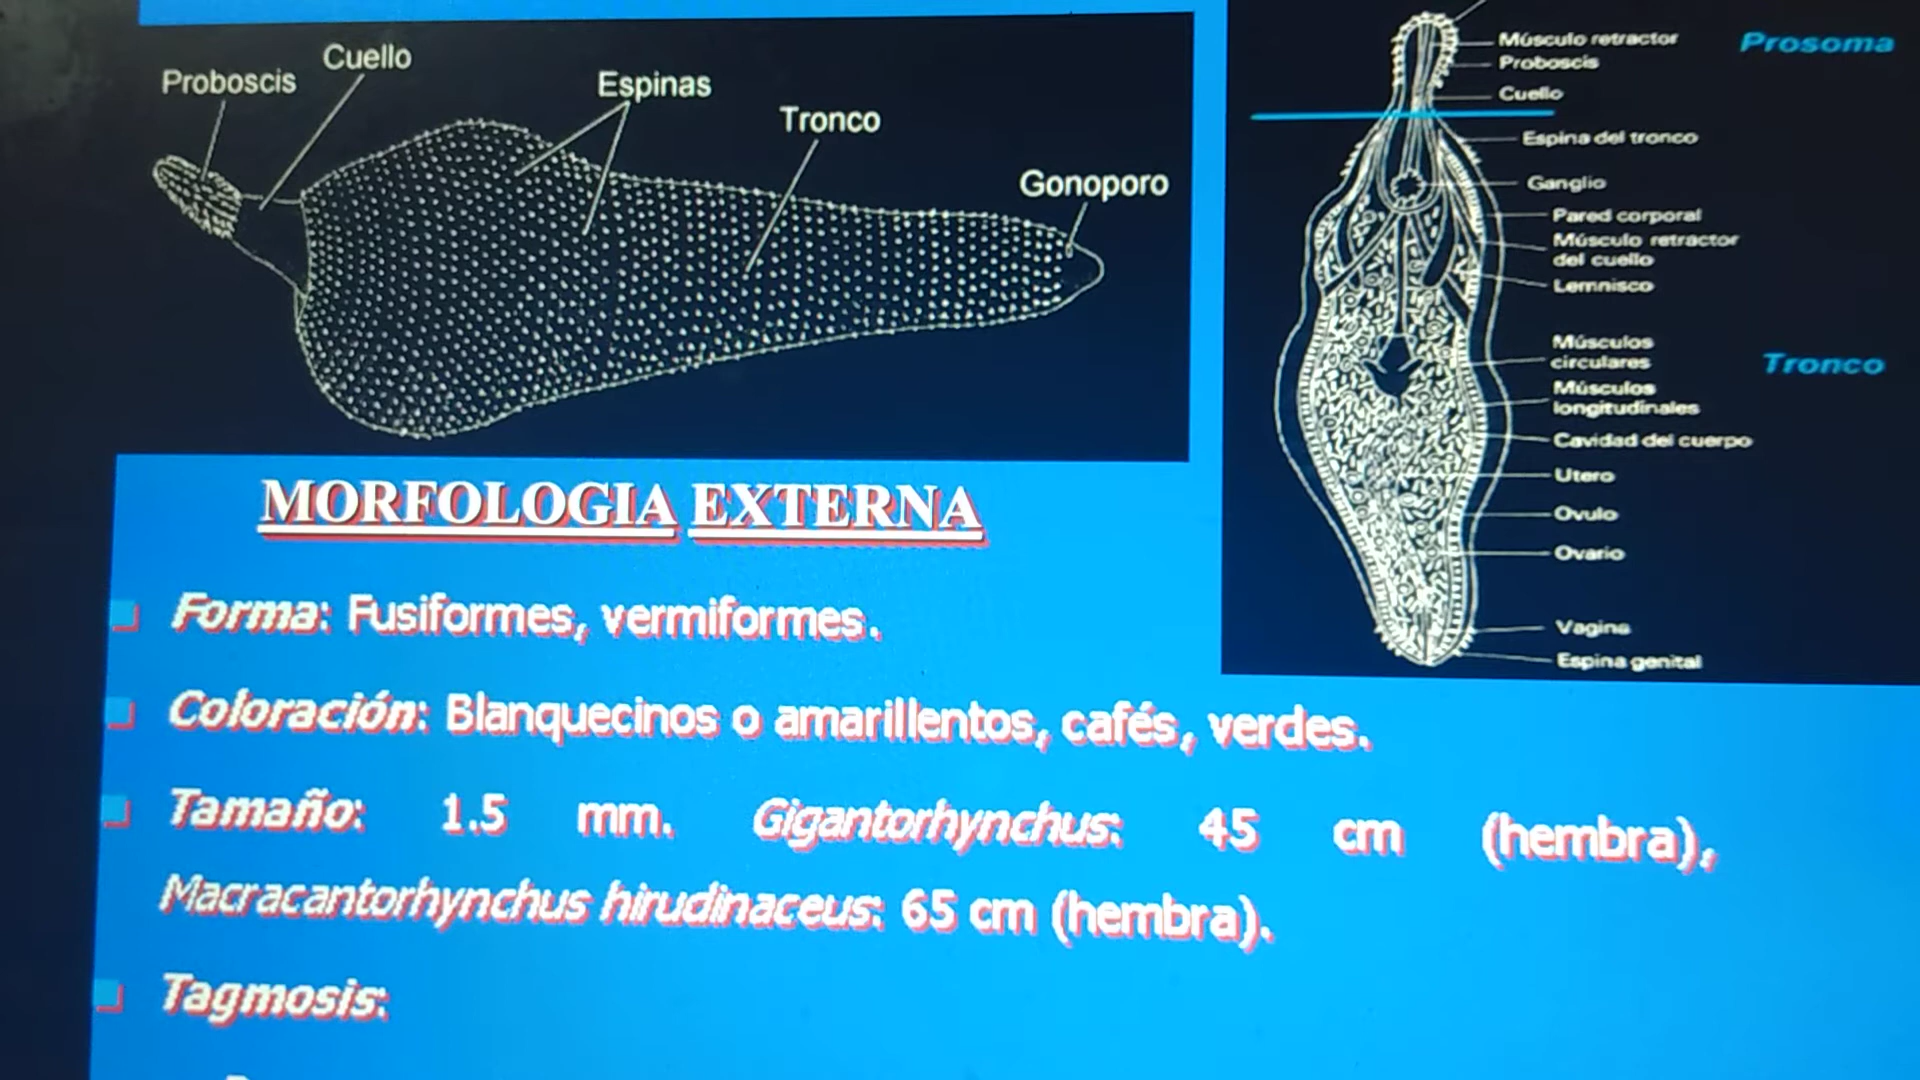 Proboscis
Cuello
Espinas
Tronco
Gonoporo
Músculo retractor
Proboscis
Cuello
Prosoma
Espina del tronco
Ganglio
Pared corporal
Músculo retractor
del cuello
Lemnisco
Músculos
circulares
Tronco
Músculos
longitudinales
Cavidad del cuerpo
Utero
Ovulo
Ovario
Vagina
Espina genital
MORFOLOGIA EXTERNA
Forma: Fusiformes, vermiformes.
Coloración: Blanquecinos o amarillentos, cafés, verdes.
Tamaño: 1.5 mm. Gigantorhynchus: 45 cm (hembra),
Macracantorhynchus hirudinaceus: 65 cm (hembra).
Tagmosis: